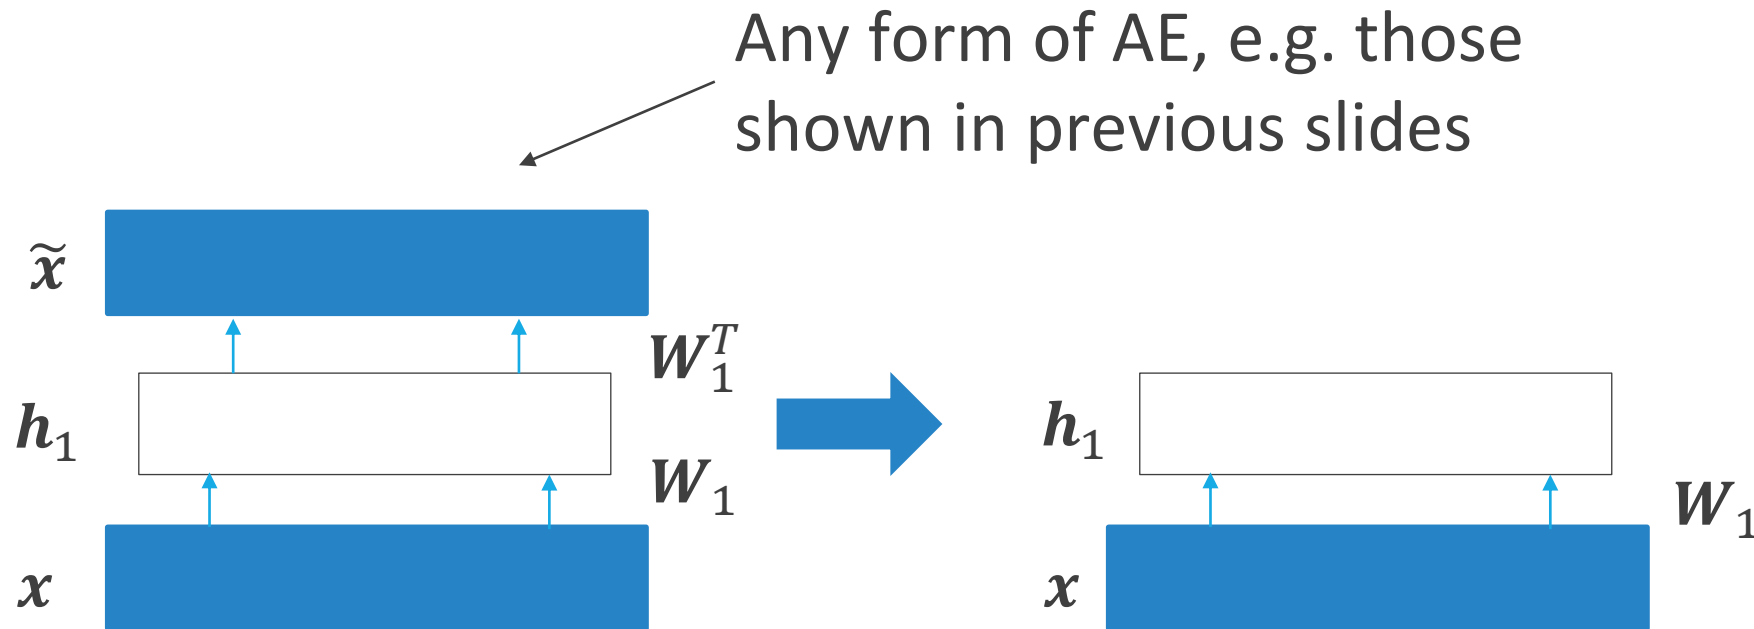 Any form of AE, e.g. those
shown in previous slides
x̃
W₁ᵀ
h₁
h₁
W₁
W₁
x
x